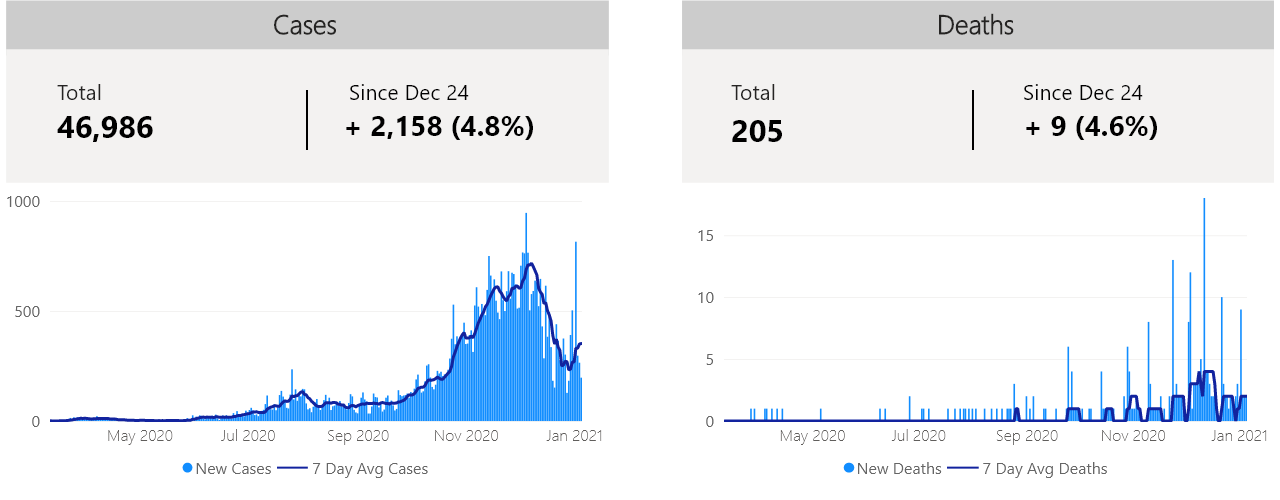 Cases
Total
46,986
Since Dec 24
+ 2,158 (4.8%)
1000
500
0
May 2020
Jul 2020
Sep 2020
Nov 2020
Jan 2021
New Cases
7 Day Avg Cases
Deaths
Total
205
Since Dec 24
+ 9 (4.6%)
15
10
5
0
May 2020
Jul 2020
Sep 2020
Nov 2020
Jan 2021
New Deaths
7 Day Avg Deaths